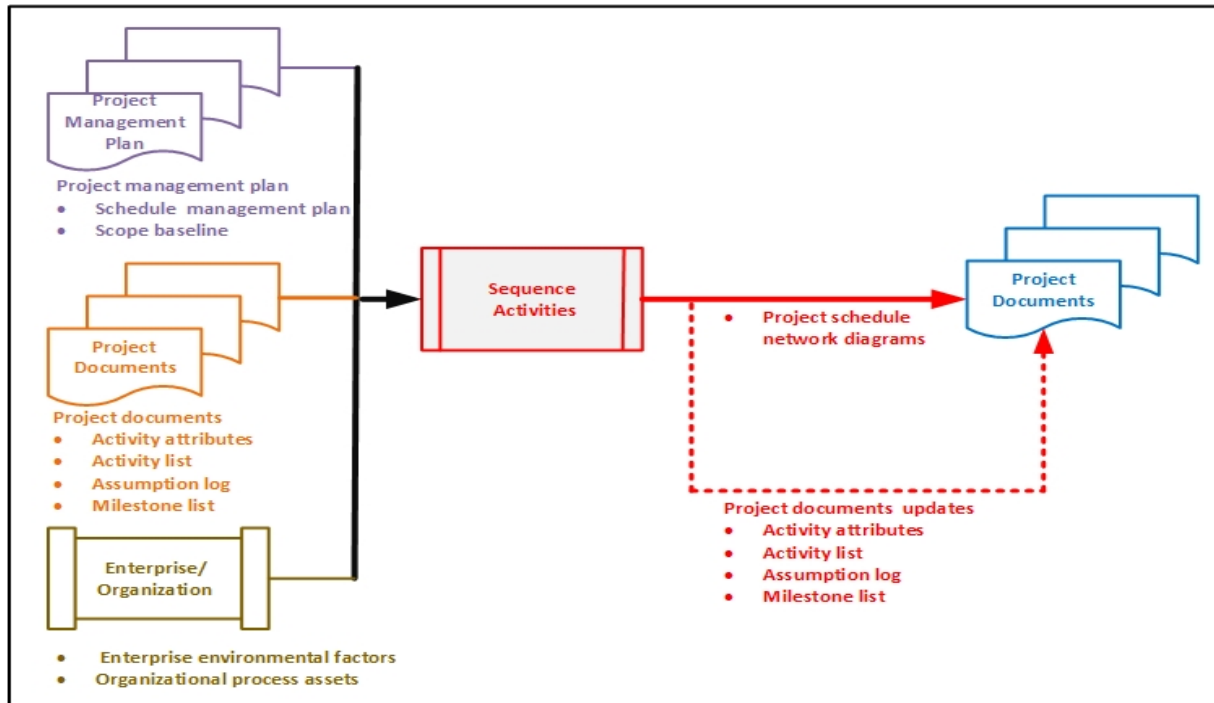 Project
Management
Plan
Project management plan
• Schedule management plan
• Scope baseline
Project
Documents
Project documents
• Activity attributes
• Activity list
• Assumption log
• Milestone list
Enterprise/
Organization
• Enterprise environmental factors
• Organizational process assets
Sequence
Activities
• Project schedule
network diagrams
Project
Documents
Project documents updates
• Activity attributes
• Activity list
• Assumption log
• Milestone list